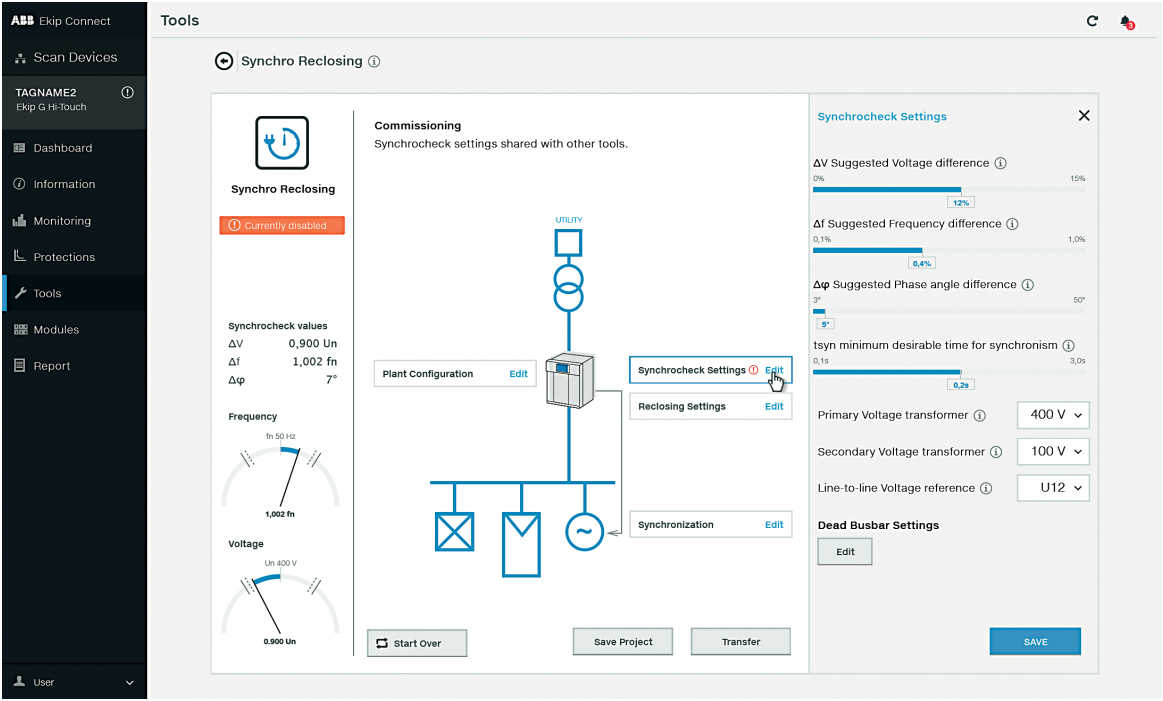 ABB Ekip Connect
Scan Devices
TAGNAME2
Ekip G Hi-Touch
Dashboard
Information
Monitoring
Protections
Tools
Modules
Report
User
Tools
3
Synchro Reclosing
Synchro Reclosing
Currently disabled
Synchrocheck values
ΔV 0,900 Un
Δf 1,002 fn
Δφ 7°
Frequency
fn 50 Hz
1,002 fn
Voltage
Un 400 V
0.900 Un
Commissioning
Synchrocheck settings shared with other tools.
UTILITY
Plant Configuration Edit
Synchrocheck Settings Edit
Reclosing Settings Edit
Synchronization Edit
Start Over
Save Project
Transfer
Synchrocheck Settings
ΔV Suggested Voltage difference
0% 15%
12%
Δf Suggested Frequency difference
0,1% 1,0%
0,4%
Δφ Suggested Phase angle difference
3° 50°
5°
tsyn minimum desirable time for synchronism
0,1s 3,0s
0,2s
Primary Voltage transformer 400 V
Secondary Voltage transformer 100 V
Line-to-line Voltage reference U12
Dead Busbar Settings
Edit
SAVE